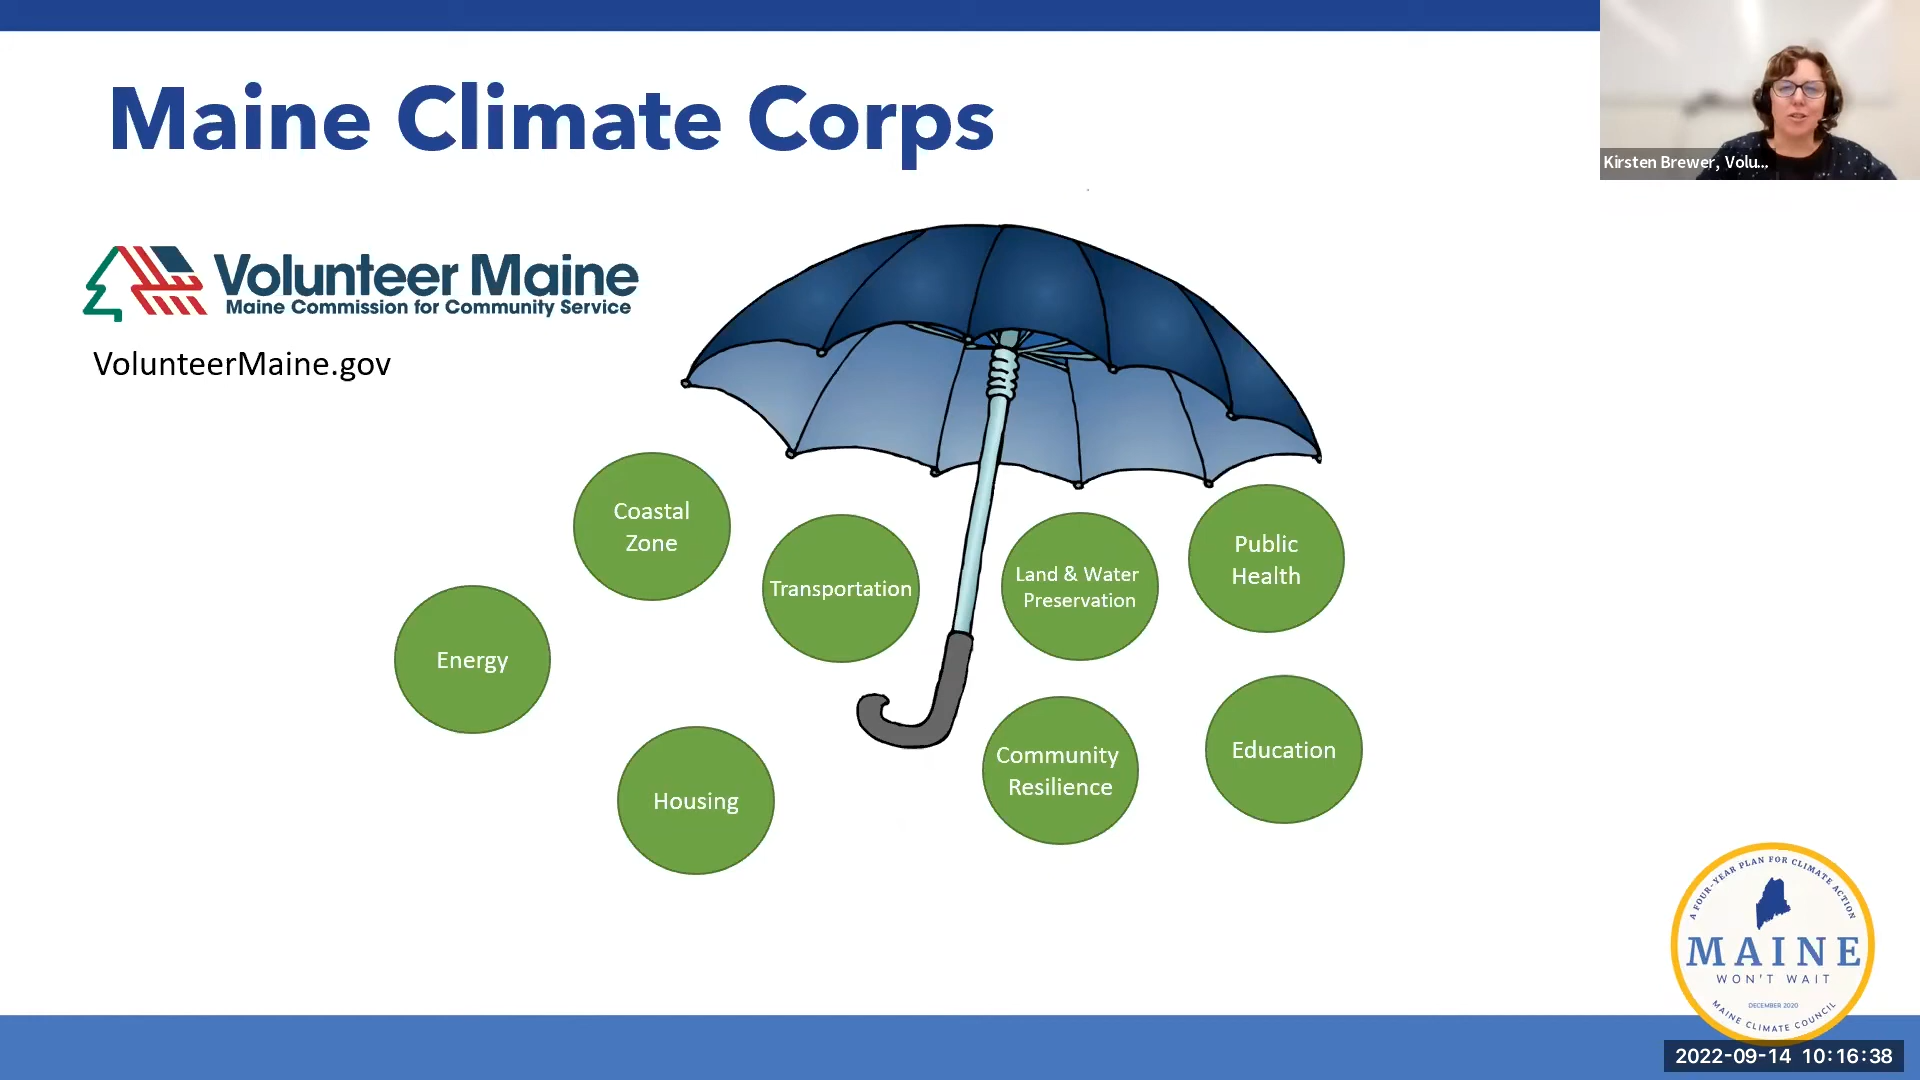 Maine Climate Corps
Kirsten Brewer, Volu...
Volunteer Maine
Maine Commission for Community Service
VolunteerMaine.gov
Coastal
Zone
Transportation
Land & Water
Preservation
Public
Health
Energy
Housing
Community
Resilience
Education
A FOUR-YEAR PLAN FOR CLIMATE ACTION
MAINE
WON'T WAIT
DECEMBER 2020
MAINE CLIMATE COUNCIL
2022-09-14 10:16:38